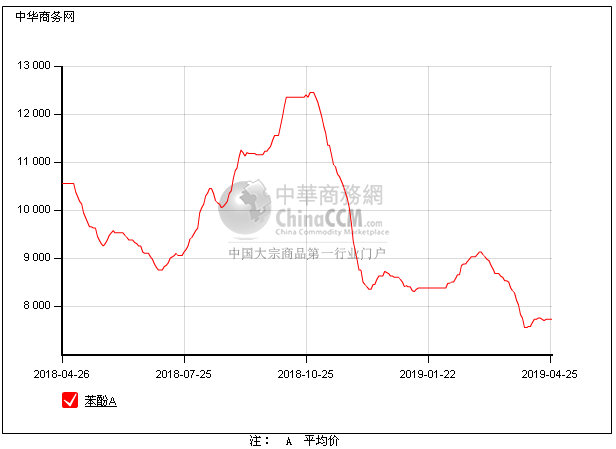 中华商务网
13 000
12 000
11 000
10 000
9 000
8 000
中華商務網
ChinaCCM.com
China Commodity Marketplace
中国大宗商品第一行业门户
2018-04-26 2018-07-25 2018-10-25 2019-01-22 2019-04-25
苯酚A
注： A 平均价